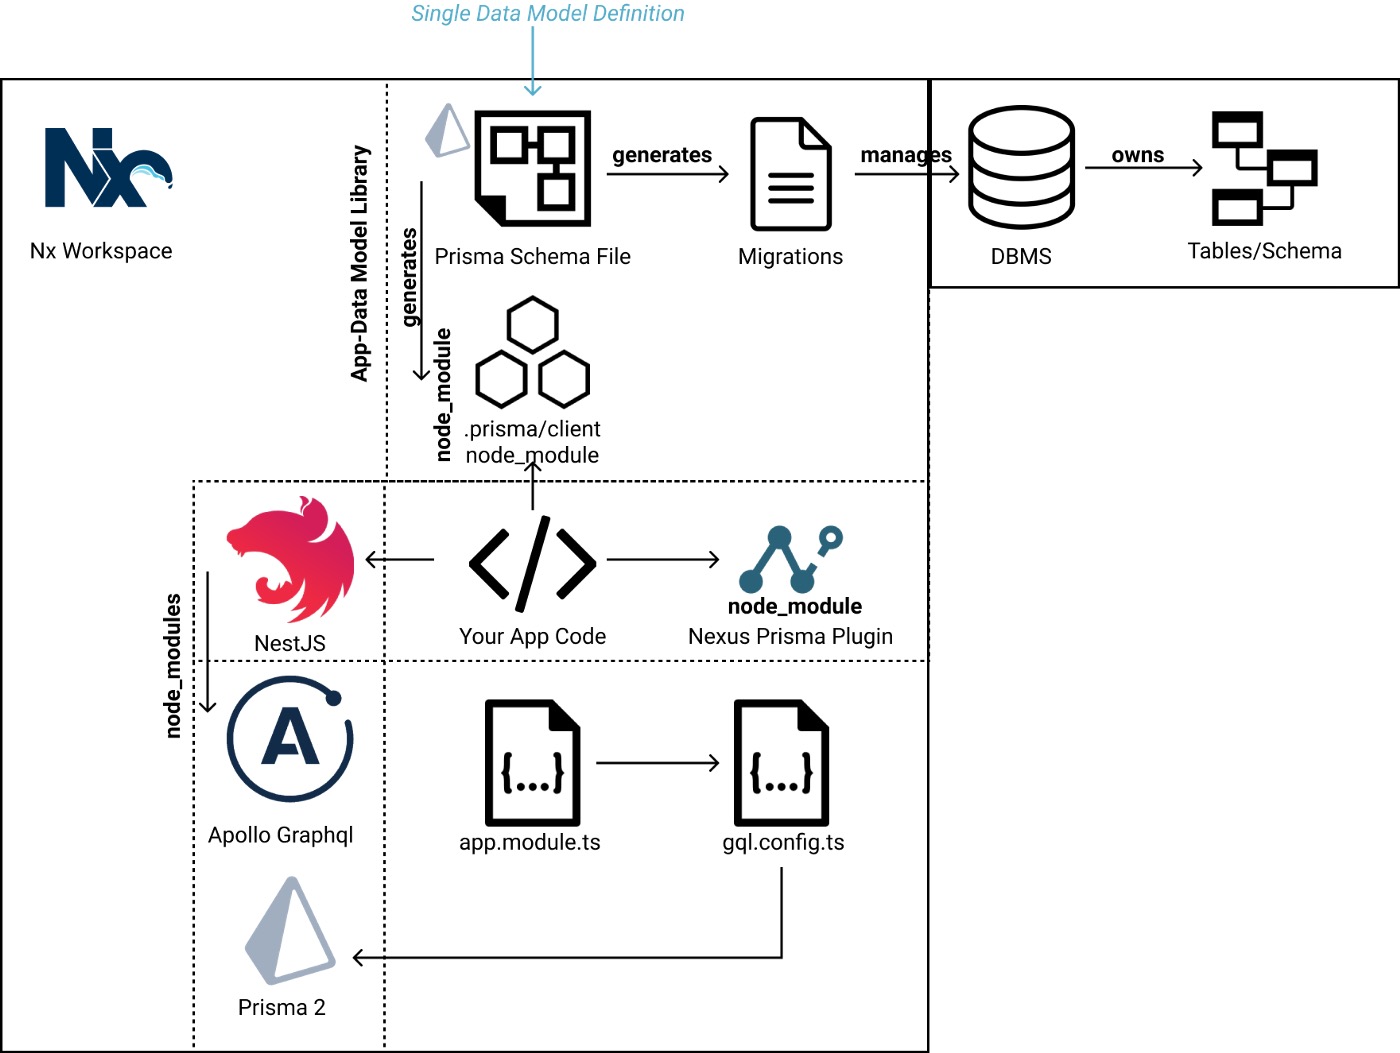 Single Data Model Definition
Nx
Nx Workspace
App-Data Model Library
Prisma Schema File
generates
Migrations
manages
DBMS
owns
Tables/Schema
generates
node_module
.prisma/client
node_module
NestJS
Your App Code
node_module
Nexus Prisma Plugin
node_modules
A
Apollo Graphql
{...}
app.module.ts
{...}
gql.config.ts
Prisma 2